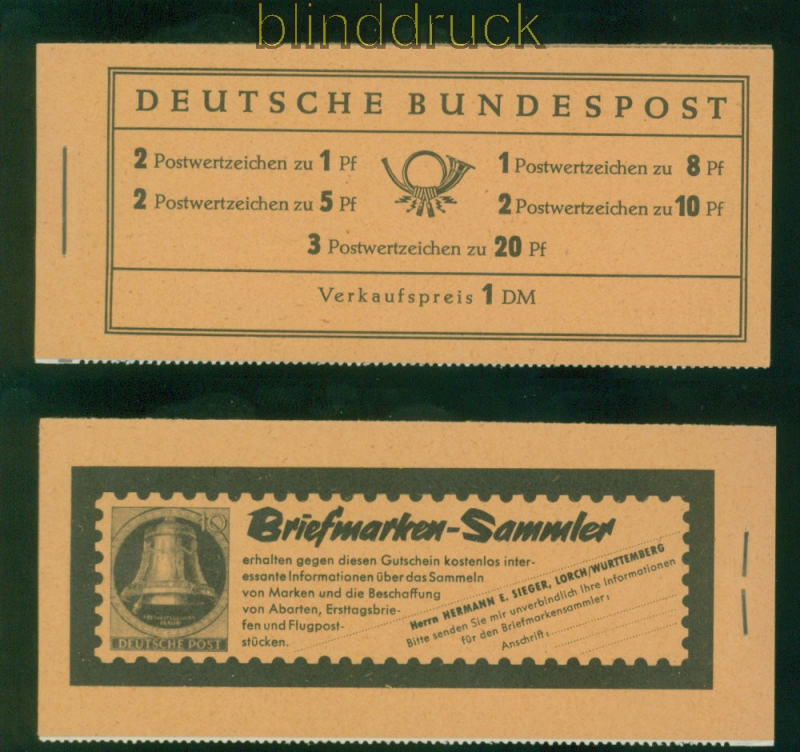 blinddruck
DEUTSCHE BUNDESPOST
2 Postwertzeichen zu 1 Pf
1 Postwertzeichen zu 8 Pf
2 Postwertzeichen zu 5 Pf
2 Postwertzeichen zu 10 Pf
3 Postwertzeichen zu 20 Pf
Verkaufspreis 1 DM
10
DEUTSCHE POST
Briefmarken-Sammler
erhalten gegen diesen Gutschein kostenlos inter-
essante Informationen über das Sammeln
von Marken und die Beschaffung
von Abarten, Ersttagsbrie-
fen und Flugpost-
stücken.
Herrn HERMANN E. SIEGER, LORCH/WURTTEMBERG
Bitte senden Sie mir unverbindlich Ihre Informationen
für den Briefmarkensammler:
Anschrift: